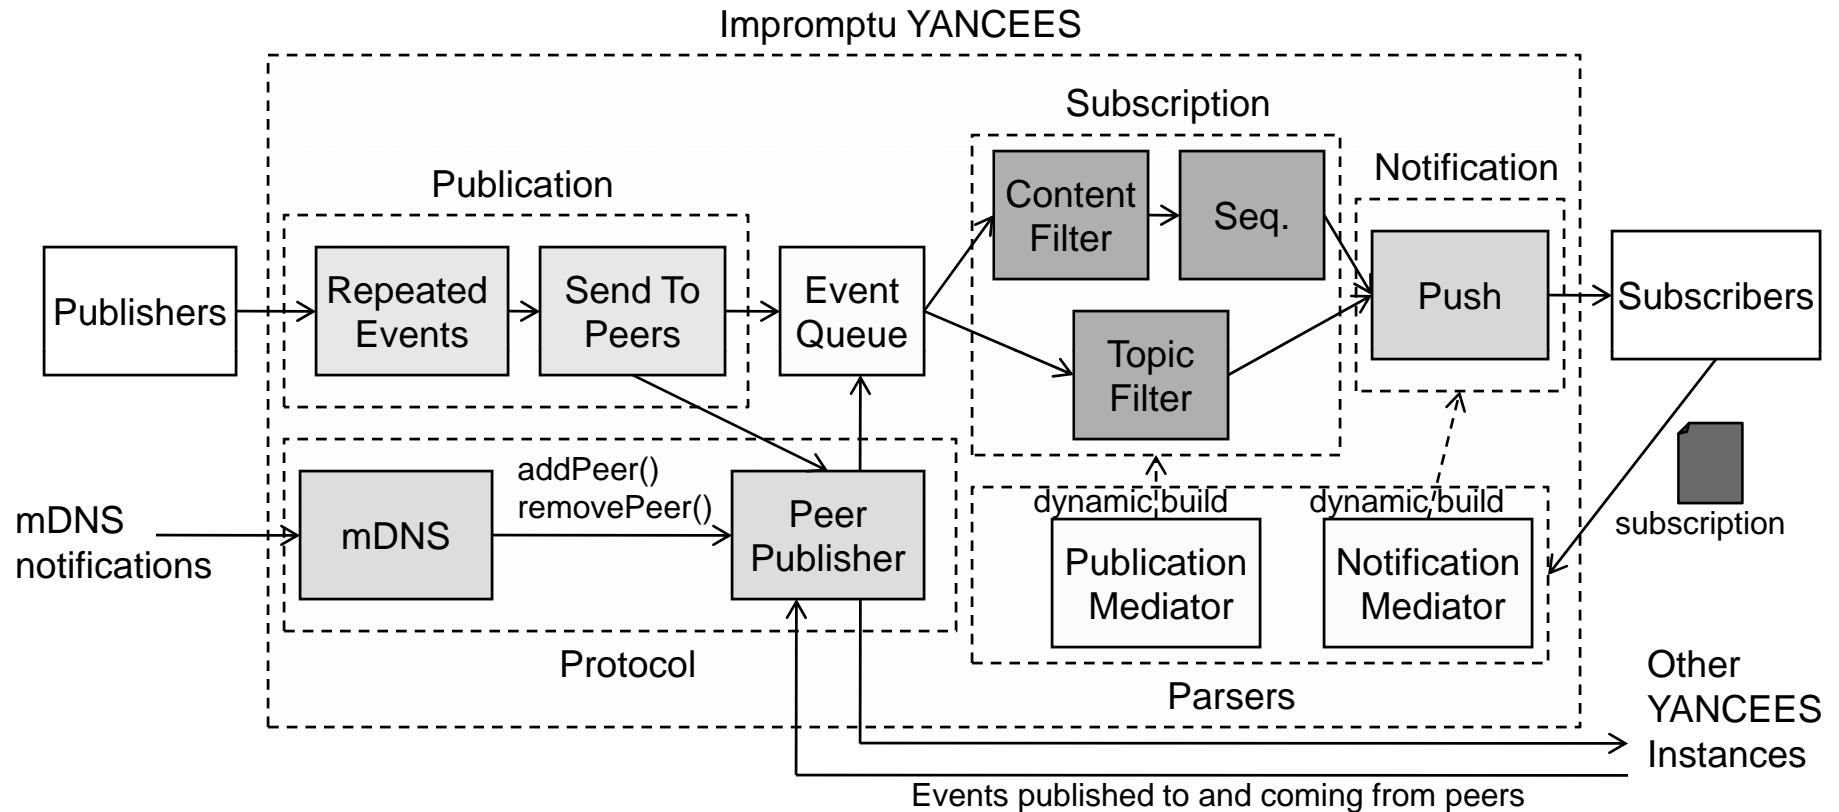 Impromptu YANCEES
Subscription
Publication
Notification
Content
Filter
Seq.
Publishers
Repeated
Events
Send To
Peers
Event
Queue
Push
Subscribers
Topic
Filter
addPeer()
removePeer()
mDNS
notifications
mDNS
Peer
Publisher
dynamic build
dynamic build
subscription
Publication
Mediator
Notification
Mediator
Protocol
Parsers
Other
YANCEES
Instances
Events published to and coming from peers